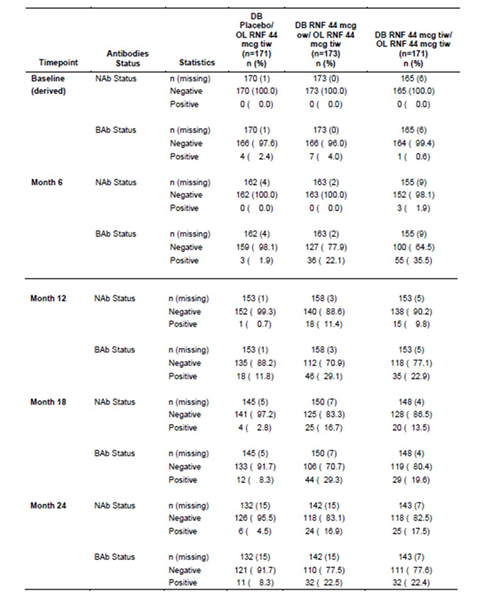 DB Placebo/ OL RNF 44 mcg tiw (n=171) n (%)
DB RNF 44 mcg ow/ OL RNF 44 mcg tiw (n=173) n (%)
DB RNF 44 mcg tiw/ OL RNF 44 mcg tiw (n=171) n (%)
Timepoint Antibodies Status Statistics
Baseline (derived) NAb Status n (missing) 170 (1) 173 (0) 165 (6)
Negative 170 (100.0) 173 (100.0) 165 (100.0)
Positive 0 ( 0.0) 0 ( 0.0) 0 ( 0.0)
BAb Status n (missing) 170 (1) 173 (0) 165 (6)
Negative 166 ( 97.6) 166 ( 96.0) 164 ( 99.4)
Positive 4 ( 2.4) 7 ( 4.0) 1 ( 0.6)
Month 6 NAb Status n (missing) 162 (4) 163 (2) 155 (9)
Negative 162 (100.0) 163 (100.0) 152 ( 98.1)
Positive 0 ( 0.0) 0 ( 0.0) 3 ( 1.9)
BAb Status n (missing) 162 (4) 163 (2) 155 (9)
Negative 159 ( 98.1) 127 ( 77.9) 100 ( 64.5)
Positive 3 ( 1.9) 36 ( 22.1) 55 ( 35.5)
Month 12 NAb Status n (missing) 153 (1) 158 (3) 153 (5)
Negative 152 ( 99.3) 140 ( 88.6) 138 ( 90.2)
Positive 1 ( 0.7) 18 ( 11.4) 15 ( 9.8)
BAb Status n (missing) 153 (1) 158 (3) 153 (5)
Negative 135 ( 88.2) 112 ( 70.9) 118 ( 77.1)
Positive 18 ( 11.8) 46 ( 29.1) 35 ( 22.9)
Month 18 NAb Status n (missing) 145 (5) 150 (7) 148 (4)
Negative 141 ( 97.2) 125 ( 83.3) 128 ( 86.5)
Positive 4 ( 2.8) 25 ( 16.7) 20 ( 13.5)
BAb Status n (missing) 145 (5) 150 (7) 148 (4)
Negative 133 ( 91.7) 106 ( 70.7) 119 ( 80.4)
Positive 12 ( 8.3) 44 ( 29.3) 29 ( 19.6)
Month 24 NAb Status n (missing) 132 (15) 142 (15) 143 (7)
Negative 126 ( 95.5) 118 ( 83.1) 118 ( 82.5)
Positive 6 ( 4.5) 24 ( 16.9) 25 ( 17.5)
BAb Status n (missing) 132 (15) 142 (15) 143 (7)
Negative 121 ( 91.7) 110 ( 77.5) 111 ( 77.6)
Positive 11 ( 8.3) 32 ( 22.5) 32 ( 22.4)